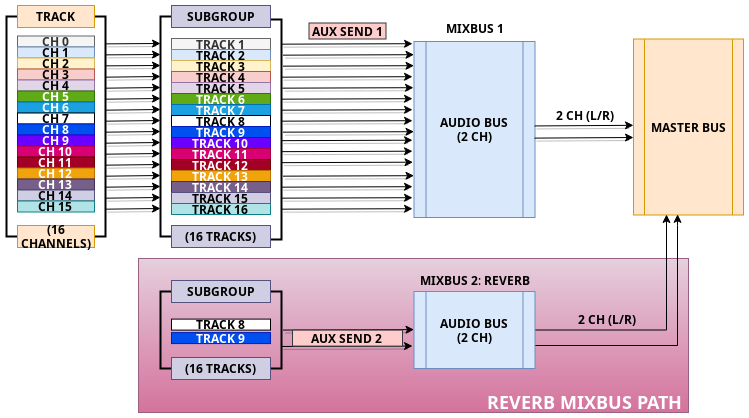 TRACK
CH 0
CH 1
CH 2
CH 3
CH 4
CH 5
CH 6
CH 7
CH 8
CH 9
CH 10
CH 11
CH 12
CH 13
CH 14
CH 15
(16
CHANNELS)
SUBGROUP
TRACK 1
TRACK 2
TRACK 3
TRACK 4
TRACK 5
TRACK 6
TRACK 7
TRACK 8
TRACK 9
TRACK 10
TRACK 11
TRACK 12
TRACK 13
TRACK 14
TRACK 15
TRACK 16
(16 TRACKS)
AUX SEND 1
MIXBUS 1
AUDIO BUS
(2 CH)
2 CH (L/R)
MASTER BUS
SUBGROUP
TRACK 8
TRACK 9
(16 TRACKS)
AUX SEND 2
MIXBUS 2: REVERB
AUDIO BUS
(2 CH)
2 CH (L/R)
REVERB MIXBUS PATH